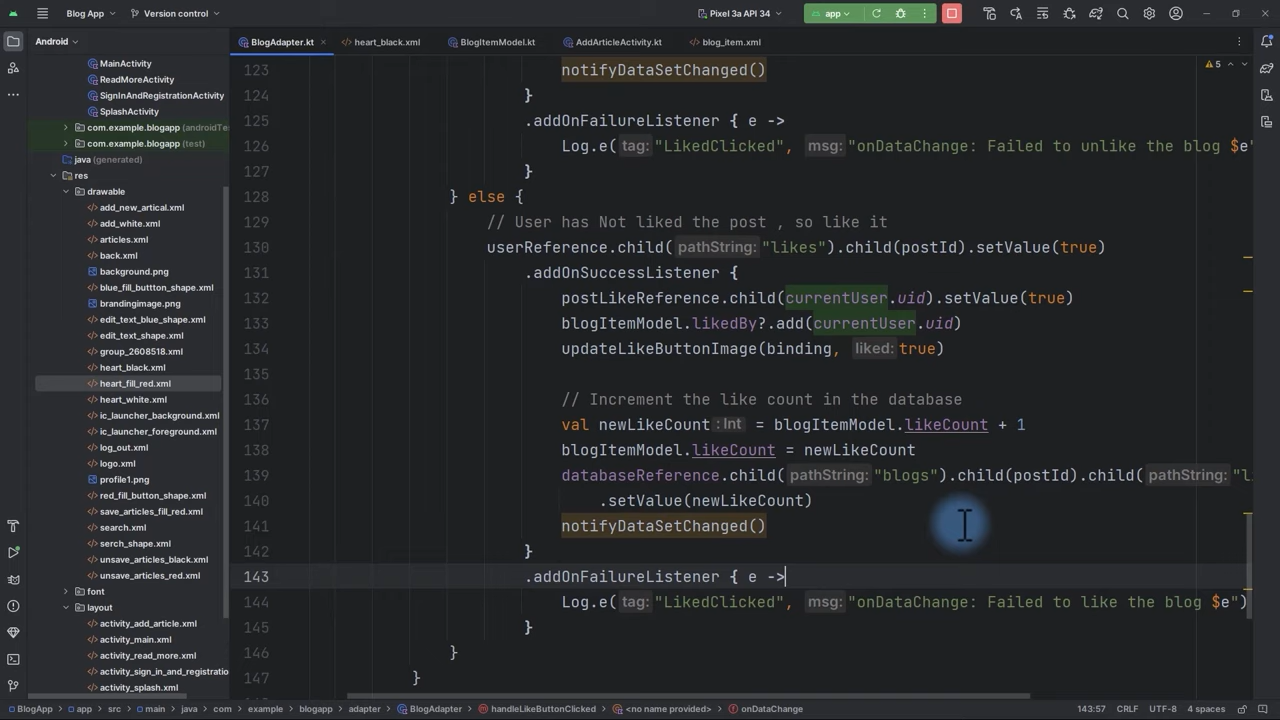 Blog App
Version control
Pixel 3a API 34
app
Android
BlogAdapter.kt
heart_black.xml
BlogItemModel.kt
AddArticleActivity.kt
blog_item.xml
5
MainActivity
ReadMoreActivity
SignInAndRegistrationActivity
SplashActivity
com.example.blogapp (androidTe
com.example.blogapp (test)
java (generated)
res
drawable
add_new_artical.xml
add_white.xml
articles.xml
back.xml
background.png
blue_fill_buttton_shape.xml
brandingimage.png
edit_text_blue_shape.xml
edit_text_shape.xml
group_2608518.xml
heart_black.xml
heart_fill_red.xml
heart_white.xml
ic_launcher_background.xml
ic_launcher_foreground.xml
log_out.xml
logo.xml
profile1.png
red_fill_button_shape.xml
save_articles_fill_red.xml
search.xml
serch_shape.xml
unsave_articles_black.xml
unsave_articles_red.xml
font
layout
activity_add_article.xml
activity_main.xml
activity_read_more.xml
activity_sign_in_and_registratio
activity_splash.xml
123 notifyDataSetChanged()
124 }
125 .addOnFailureListener { e ->
126 Log.e( tag: "LikedClicked", msg: "onDataChange: Failed to unlike the blog $e"
127 }
128 } else {
129 // User has Not liked the post , so like it
130 userReference.child( pathString: "likes").child(postId).setValue(true)
131 .addOnSuccessListener {
132 postLikeReference.child(currentUser.uid).setValue(true)
133 blogItemModel.likedBy?.add(currentUser.uid)
134 updateLikeButtonImage(binding, liked: true)
135
136 // Increment the like count in the database
137 val newLikeCount : Int = blogItemModel.likeCount + 1
138 blogItemModel.likeCount = newLikeCount
139 databaseReference.child( pathString: "blogs").child(postId).child( pathString: "l
140 .setValue(newLikeCount)
141 notifyDataSetChanged()
142 }
143 .addOnFailureListener { e ->
144 Log.e( tag: "LikedClicked", msg: "onDataChange: Failed to like the blog $e")
145 }
146 }
147 }
BlogApp > app > src > main > java > com > example > blogapp > adapter > BlogAdapter > handleLikeButtonClicked > <no name provided> > onDataChange
143:57 CRLF UTF-8 4 spaces